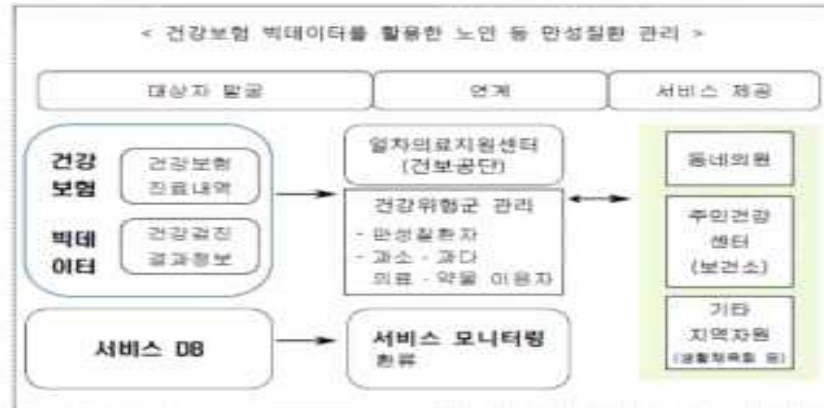 < 건강보험 빅데이터를 활용한 노인 등 만성질환 관리 >
대상자 발굴
연계
서비스 제공
건강
보험
건강보험
진료내역
빅데
이터
건강검진
결과정보
일차의료지원센터
(건보공단)
건강위험군 관리
- 만성질환자
- 과소 · 과다
의료 · 약물 이용자
동네의원
주민건강
센터
(보건소)
기타
지역자원
(생활체육회 등)
서비스 DB
서비스 모니터링
환류